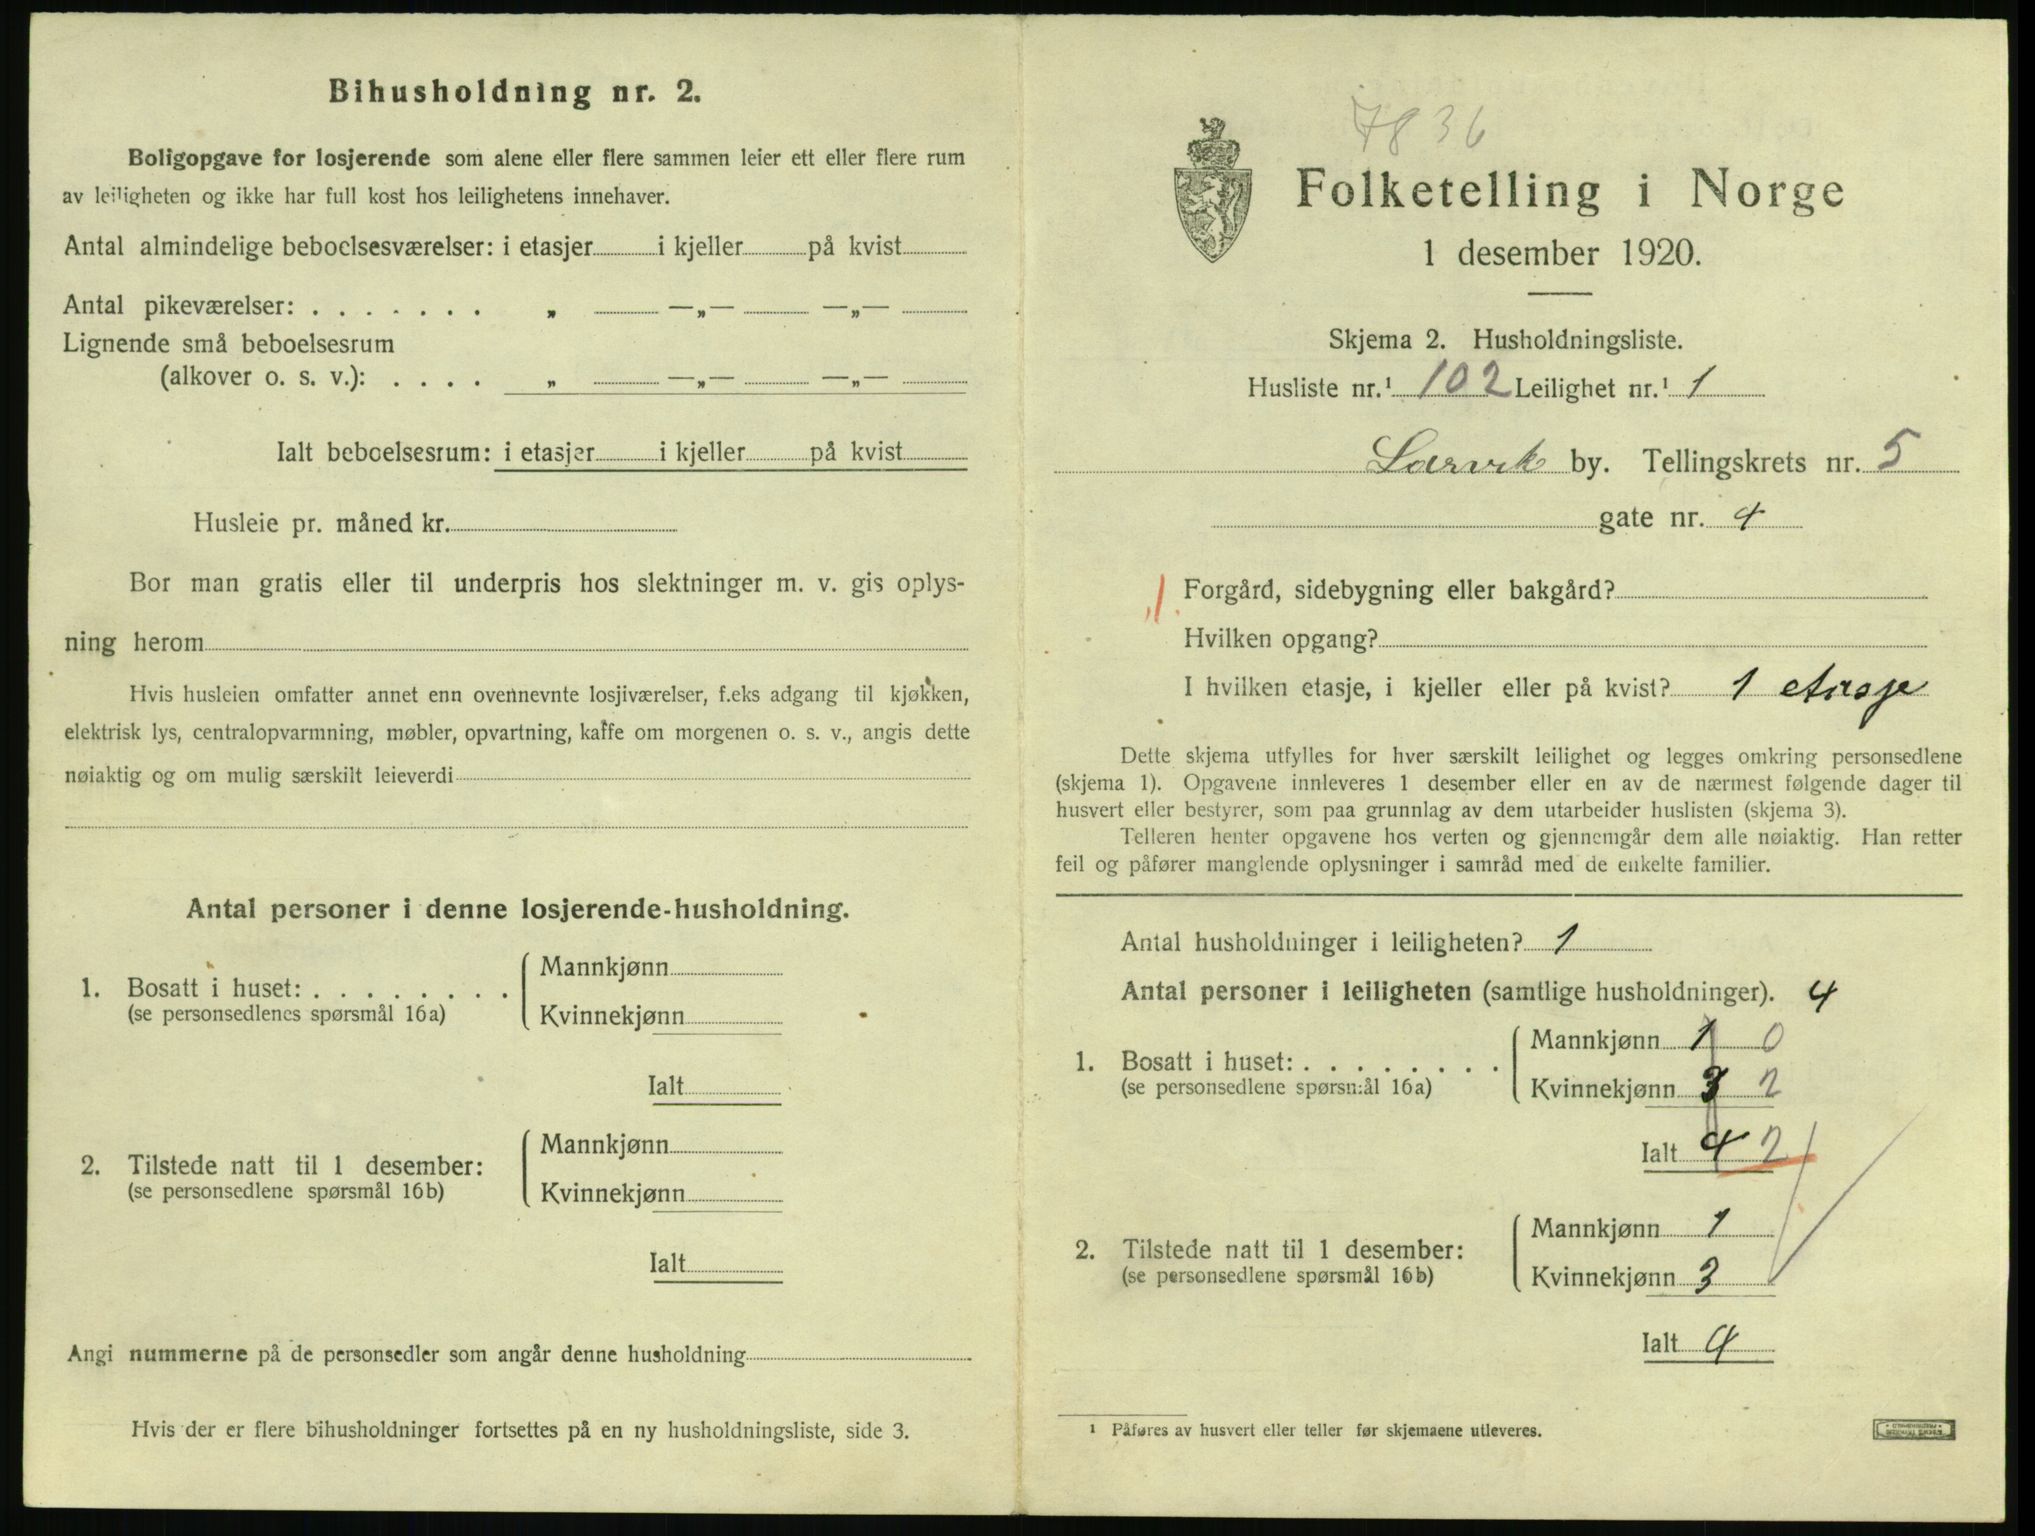 Bihusholdning nr. 2.
Boligopgave for losjerende som alene eller flere sammen leier ett eller flere rum
av leiligheten og ikke har full kost hos leilighetens innehaver.
Antal almindelige beboelsesværelser: i etasjer i kjeller på kvist
Antal pikeværelser: . . . . . . . „ —„— —„—
Lignende små beboelsesrum
(alkover o. s. v.): . . . . „ —„— —„—
Ialt beboelsesrum: i etasjer i kjeller på kvist
Husleie pr. måned kr.
Bor man gratis eller til underpris hos slektninger m. v. gis oplys-
ning herom
Hvis husleien omfatter annet enn ovennevnte losjiværelser, f.eks adgang til kjøkken,
elektrisk lys, centralopvarmning, møbler, opvartning, kaffe om morgenen o. s. v., angis dette
nøiaktig og om mulig særskilt leieverdi
Antal personer i denne losjerende-husholdning.
1. Bosatt i huset: . . . . . . . .
(se personsedlenes spørsmål 16a)
Mannkjønn
Kvinnekjønn
Ialt
2. Tilstede natt til 1 desember:
(se personsedlene spørsmål 16b)
Mannkjønn
Kvinnekjønn
Ialt
Angi nummerne på de personsedler som angår denne husholdning
Hvis der er flere bihusholdninger fortsettes på en ny husholdningsliste, side 3.
7836
Folketelling i Norge
1 desember 1920.
Skjema 2. Husholdningsliste.
Husliste nr.¹ 102 Leilighet nr.¹ 1
Larvik by. Tellingskrets nr. 5
gate nr. 4
Forgård, sidebygning eller bakgård?
Hvilken opgang?
I hvilken etasje, i kjeller eller på kvist? 1 etasje
Dette skjema utfylles for hver særskilt leilighet og legges omkring personsedlene
(skjema 1). Opgavene innleveres 1 desember eller en av de nærmest følgende dager til
husvert eller bestyrer, som paa grunnlag av dem utarbeider huslisten (skjema 3).
Telleren henter opgavene hos verten og gjennemgår dem alle nøiaktig. Han retter
feil og påfører manglende oplysninger i samråd med de enkelte familier.
Antal husholdninger i leiligheten? 1
Antal personer i leiligheten (samtlige husholdninger). 4
1. Bosatt i huset: . . . . . . . .
(se personsedlene spørsmål 16a)
Mannkjønn 1 0
Kvinnekjønn 3 2
Ialt 4 2
2. Tilstede natt til 1 desember:
(se personsedlene spørsmål 16b)
Mannkjønn 1
Kvinnekjønn 3
Ialt 4
¹ Påføres av husvert eller teller før skjemaene utleveres.